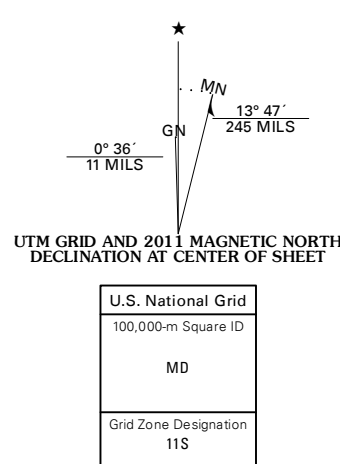 ★
MN
GN
13° 47´
245 MILS
0° 36´
11 MILS
UTM GRID AND 2011 MAGNETIC NORTH
DECLINATION AT CENTER OF SHEET
U.S. National Grid
100,000-m Square ID
MD
Grid Zone Designation
11S